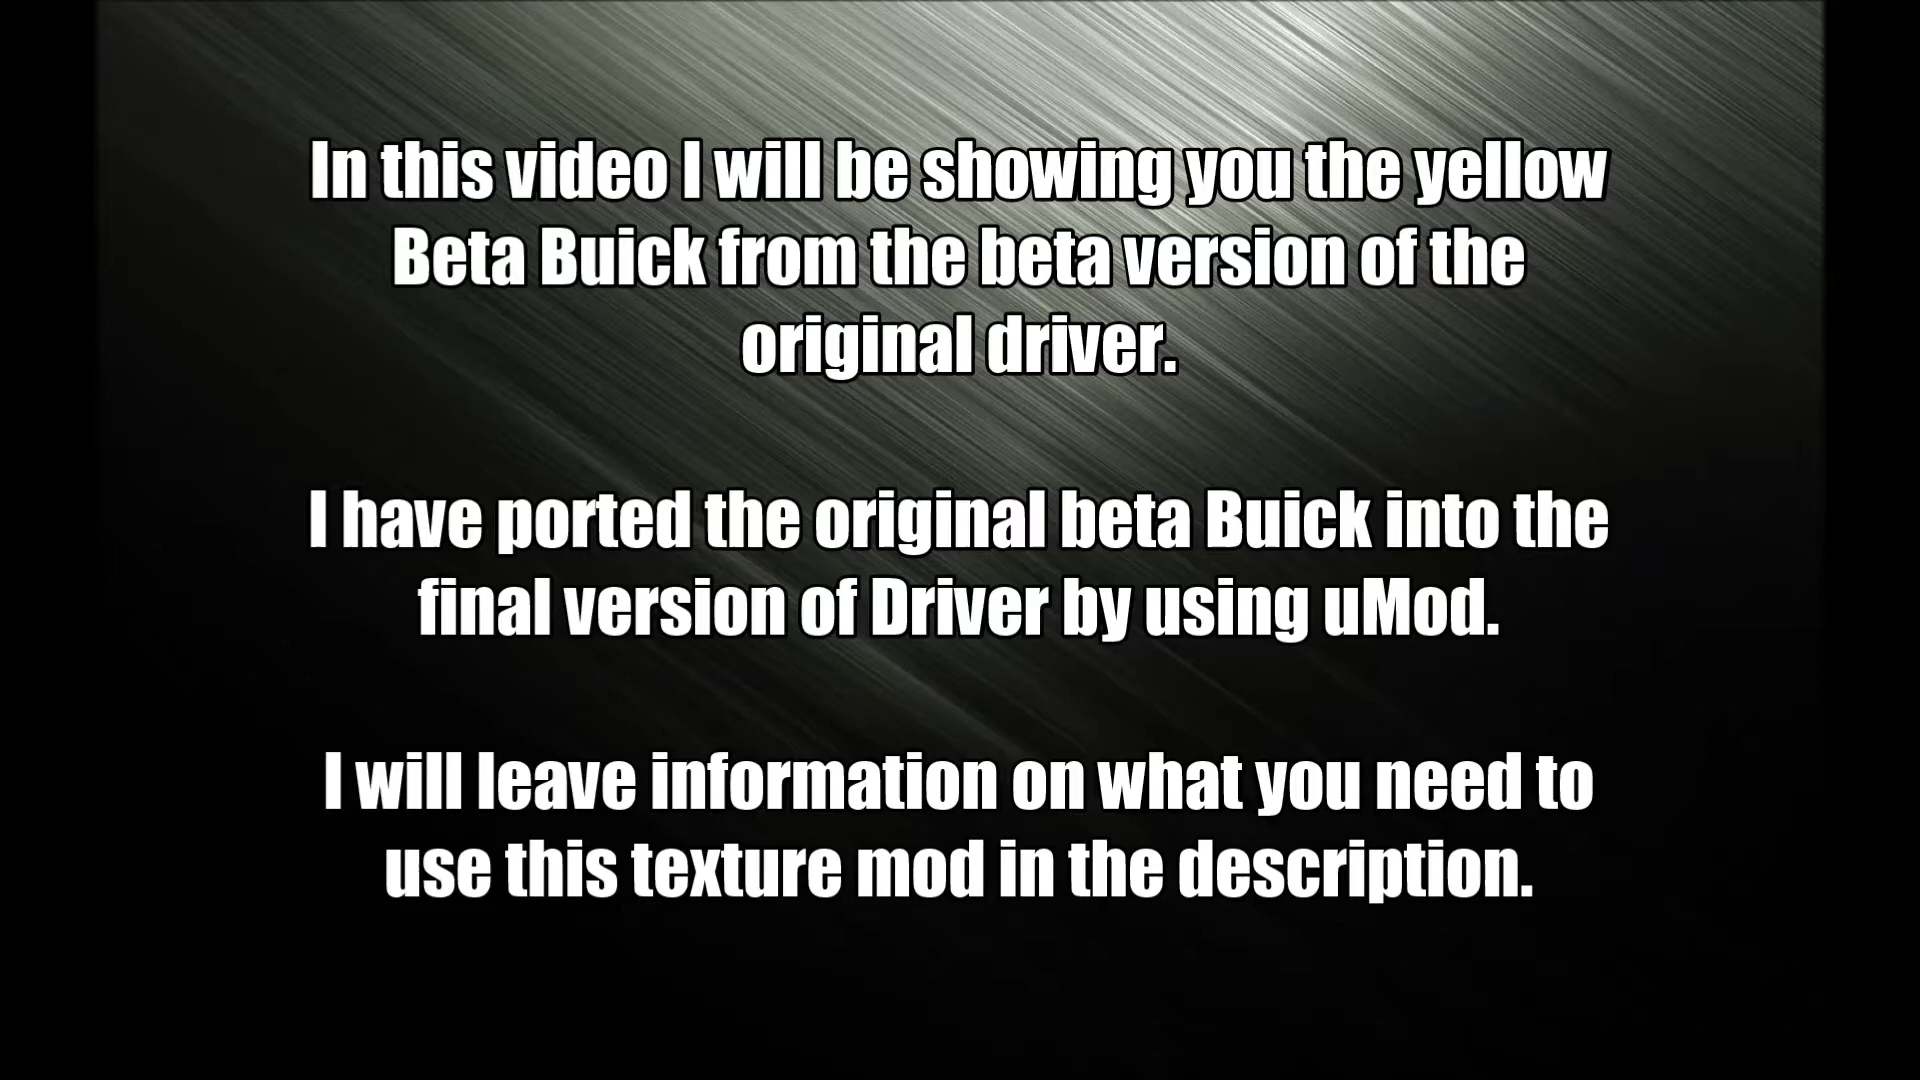 In this video I will be showing you the yellow
Beta Buick from the beta version of the
original driver.
I have ported the original beta Buick into the
final version of Driver by using uMod.
I will leave information on what you need to
use this texture mod in the description.